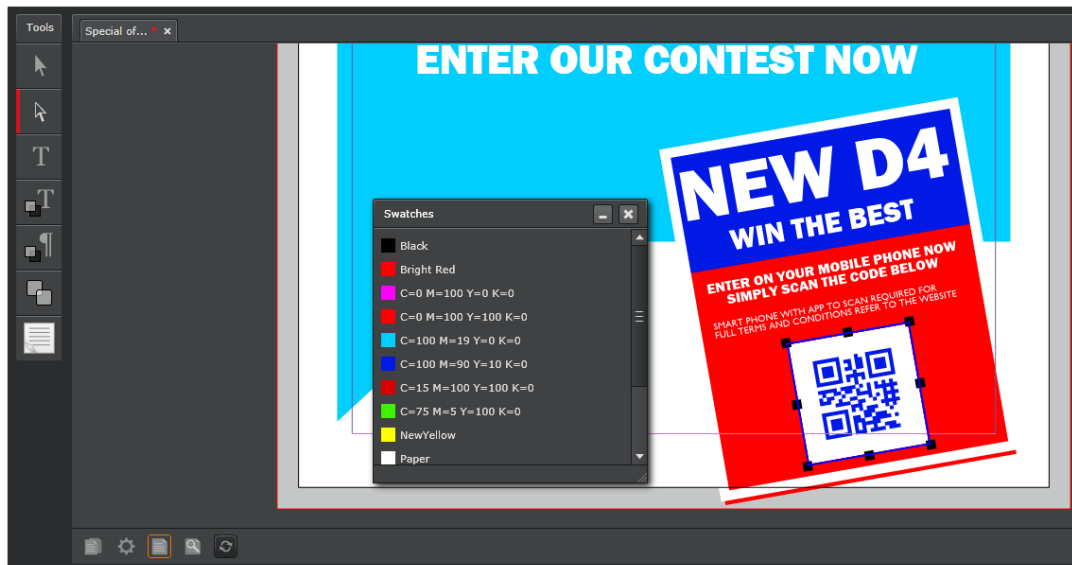 Tools
Special of... *
ENTER OUR CONTEST NOW
NEW D4
WIN THE BEST
ENTER ON YOUR MOBILE PHONE NOW
SIMPLY SCAN THE CODE BELOW
SMART PHONE WITH APP TO SCAN REQUIRED FOR
FULL TERMS AND CONDITIONS REFER TO THE WEBSITE
Swatches
Black
Bright Red
C=0 M=100 Y=0 K=0
C=0 M=100 Y=100 K=0
C=100 M=19 Y=0 K=0
C=100 M=90 Y=10 K=0
C=15 M=100 Y=100 K=0
C=75 M=5 Y=100 K=0
NewYellow
Paper
T
T
¶